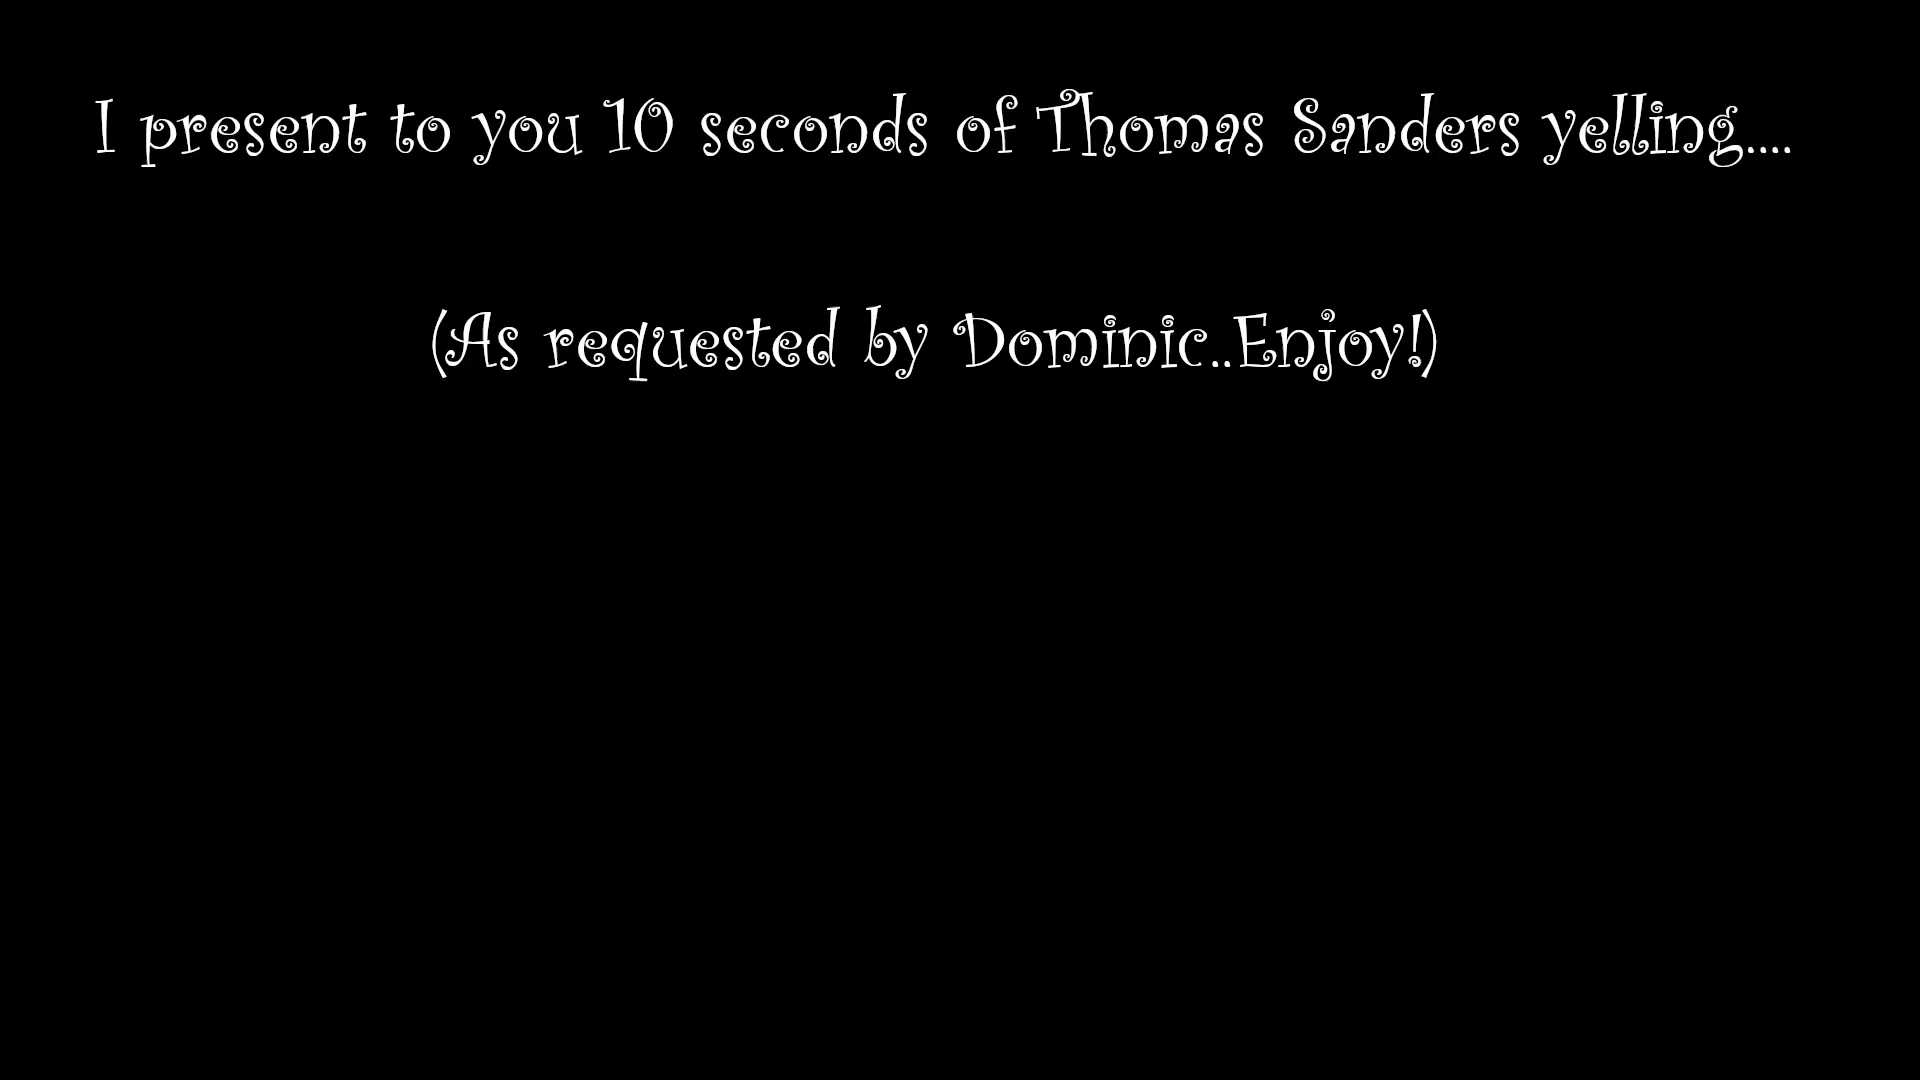 I present to you 10 seconds of Thomas Sanders yelling....
(As requested by Dominic..Enjoy!)